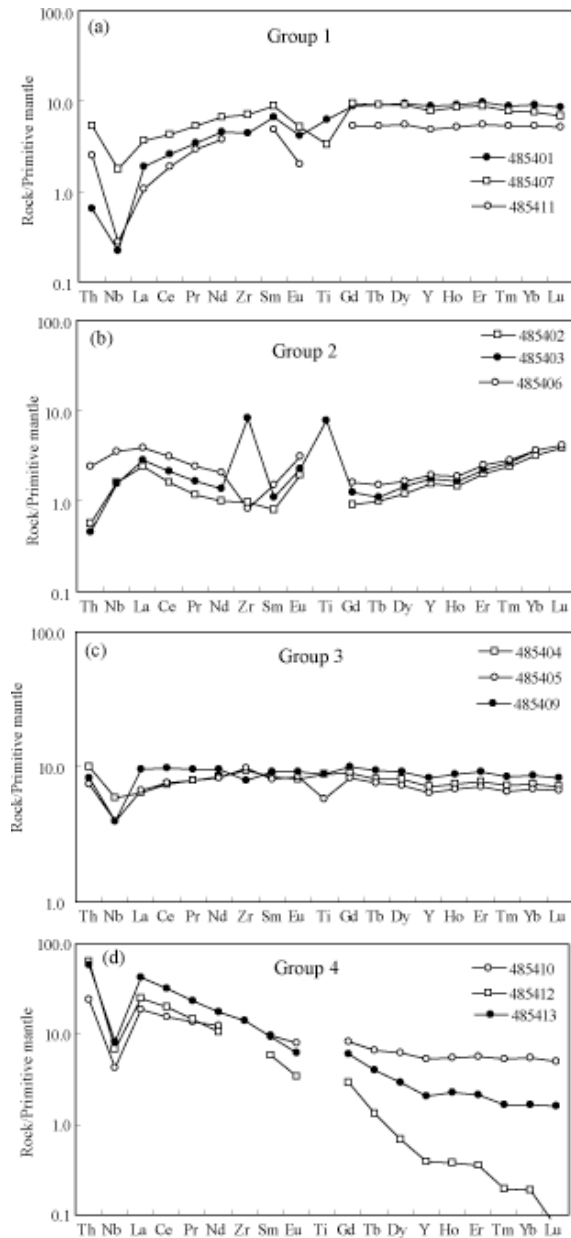 100.0
(a)
Group 1
10.0
Rock/Primitive mantle
485401
485407
1.0
485411
0.1
Th Nb La Ce Pr Nd Zr Sm Eu Ti Gd Tb Dy Y Ho Er Tm Yb Lu
100.0
(b)
485402
Group 2
485403
485406
10.0
Rock/Primitive mantle
1.0
0.1
Th Nb La Ce Pr Nd Zr Sm Eu Ti Gd Tb Dy Y Ho Er Tm Yb Lu
100.0
(c)
485404
Group 3
485405
485409
Rock/Primitive mantle
10.0
1.0
Th Nb La Ce Pr Nd Zr Sm Eu Ti Gd Tb Dy Y Ho Er Tm Yb Lu
100.0
(d)
Group 4
485410
485412
485413
10.0
Rock/Primitive mantle
1.0
0.1
Th Nb La Ce Pr Nd Zr Sm Eu Ti Gd Tb Dy Y Ho Er Tm Yb Lu